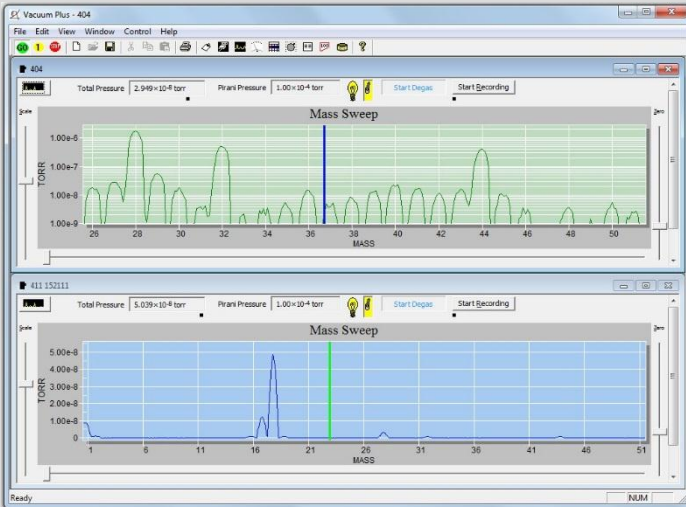 Vacuum Plus - 404
File Edit View Window Control Help
GO 1 STOP
404
Total Pressure 2.949×10⁻⁶ torr Pirani Pressure 1.00×10⁻⁴ torr Start Degas Start Recording
Scale Mass Sweep Zero
TORR
1.00e-6
1.00e-7
1.00e-8
1.00e-9
26 28 30 32 34 36 38 40 42 44 46 48 50
MASS
411 152111
Total Pressure 5.039×10⁻⁸ torr Pirani Pressure 1.00×10⁻⁴ torr Start Degas Start Recording
Scale Mass Sweep Zero
TORR
5.00e-8
4.00e-8
3.00e-8
2.00e-8
1.00e-8
0
1 6 11 16 21 26 31 36 41 46 51
MASS
Ready NUM